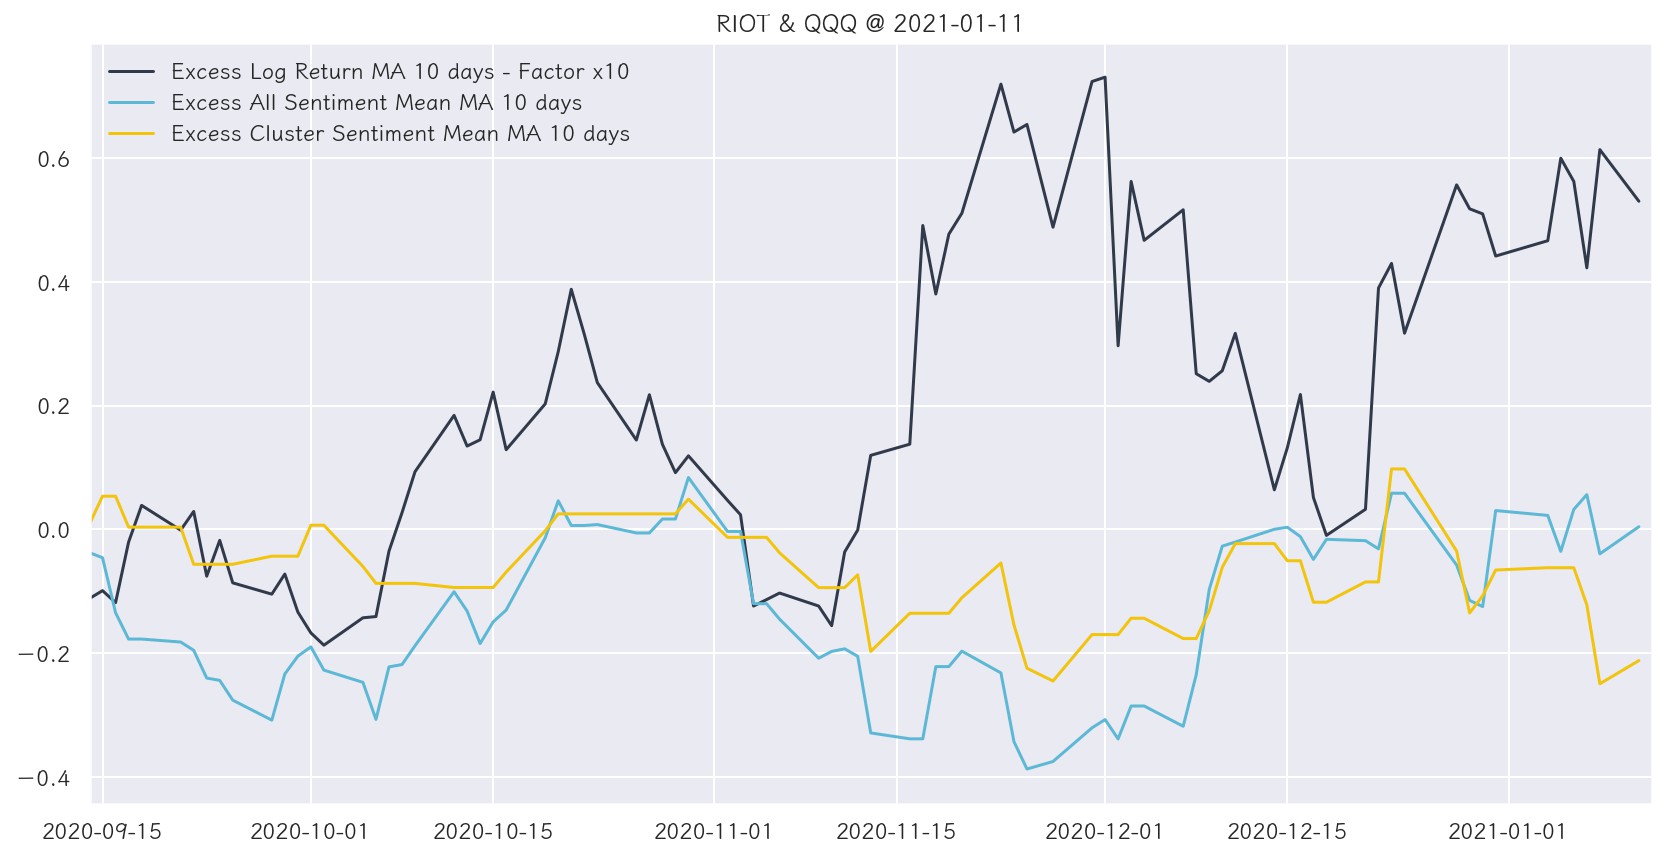 RIOT & QQQ @ 2021-01-11
Excess Log Return MA 10 days - Factor x10
Excess All Sentiment Mean MA 10 days
Excess Cluster Sentiment Mean MA 10 days
0.6
0.4
0.2
0.0
−0.2
−0.4
2020-09-15 2020-10-01 2020-10-15 2020-11-01 2020-11-15 2020-12-01 2020-12-15 2021-01-01